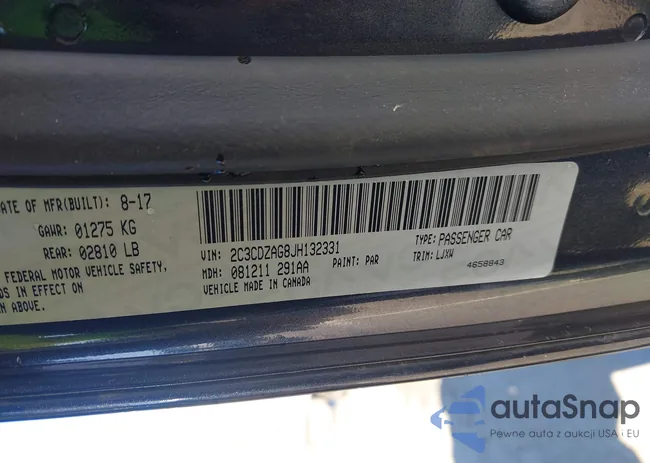 ATE OF MFR(BUILT): 8-17
GAWR: 01275 KG
REAR: 02810 LB
FEDERAL MOTOR VEHICLE SAFETY,
DS IN EFFECT ON
N ABOVE.
VIN: 2C3CDZAG8JH132331
TYPE: PASSENGER CAR
MDH: 081211 291AA
PAINT: PAR
TRIM: LJXW
VEHICLE MADE IN CANADA
4658843
autaSnap
Pewne auta z aukcji USA i EU